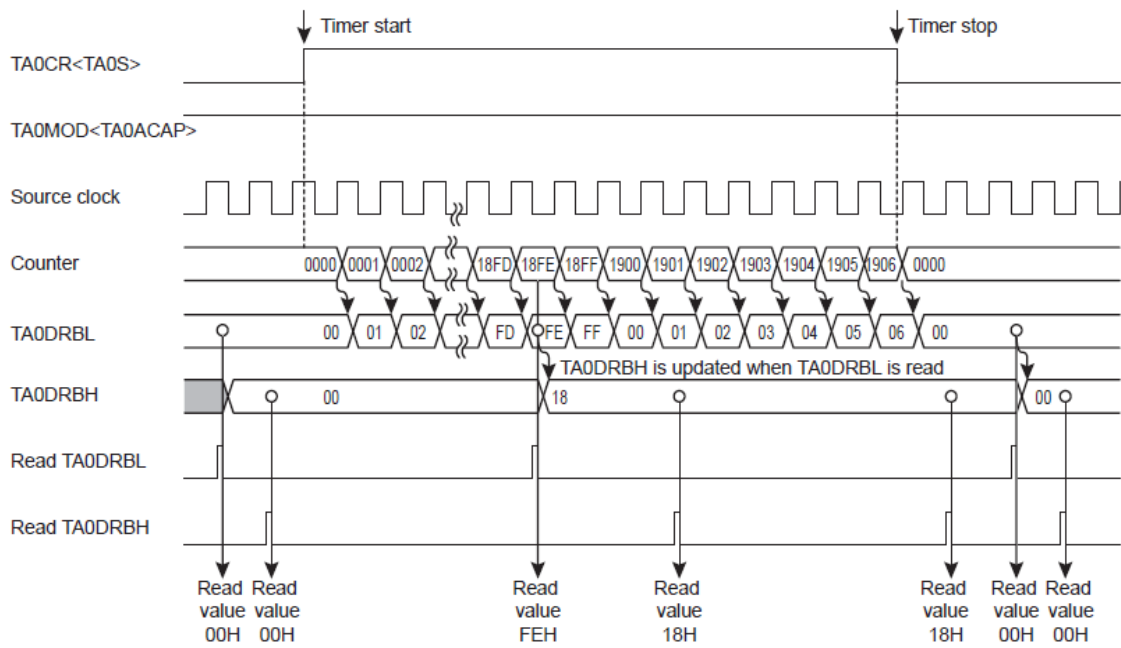 Timer start
Timer stop
TA0CR<TA0S>
TA0MOD<TA0ACAP>
Source clock
Counter
0000 0001 0002 18FD 18FE 18FF 1900 1901 1902 1903 1904 1905 1906 0000
TA0DRBL
00 01 02 FD FE FF 00 01 02 03 04 05 06 00
TA0DRBH is updated when TA0DRBL is read
TA0DRBH
00 18 00
Read TA0DRBL
Read TA0DRBH
Read value 00H
Read value 00H
Read value FEH
Read value 18H
Read value 18H
Read value 00H
Read value 00H